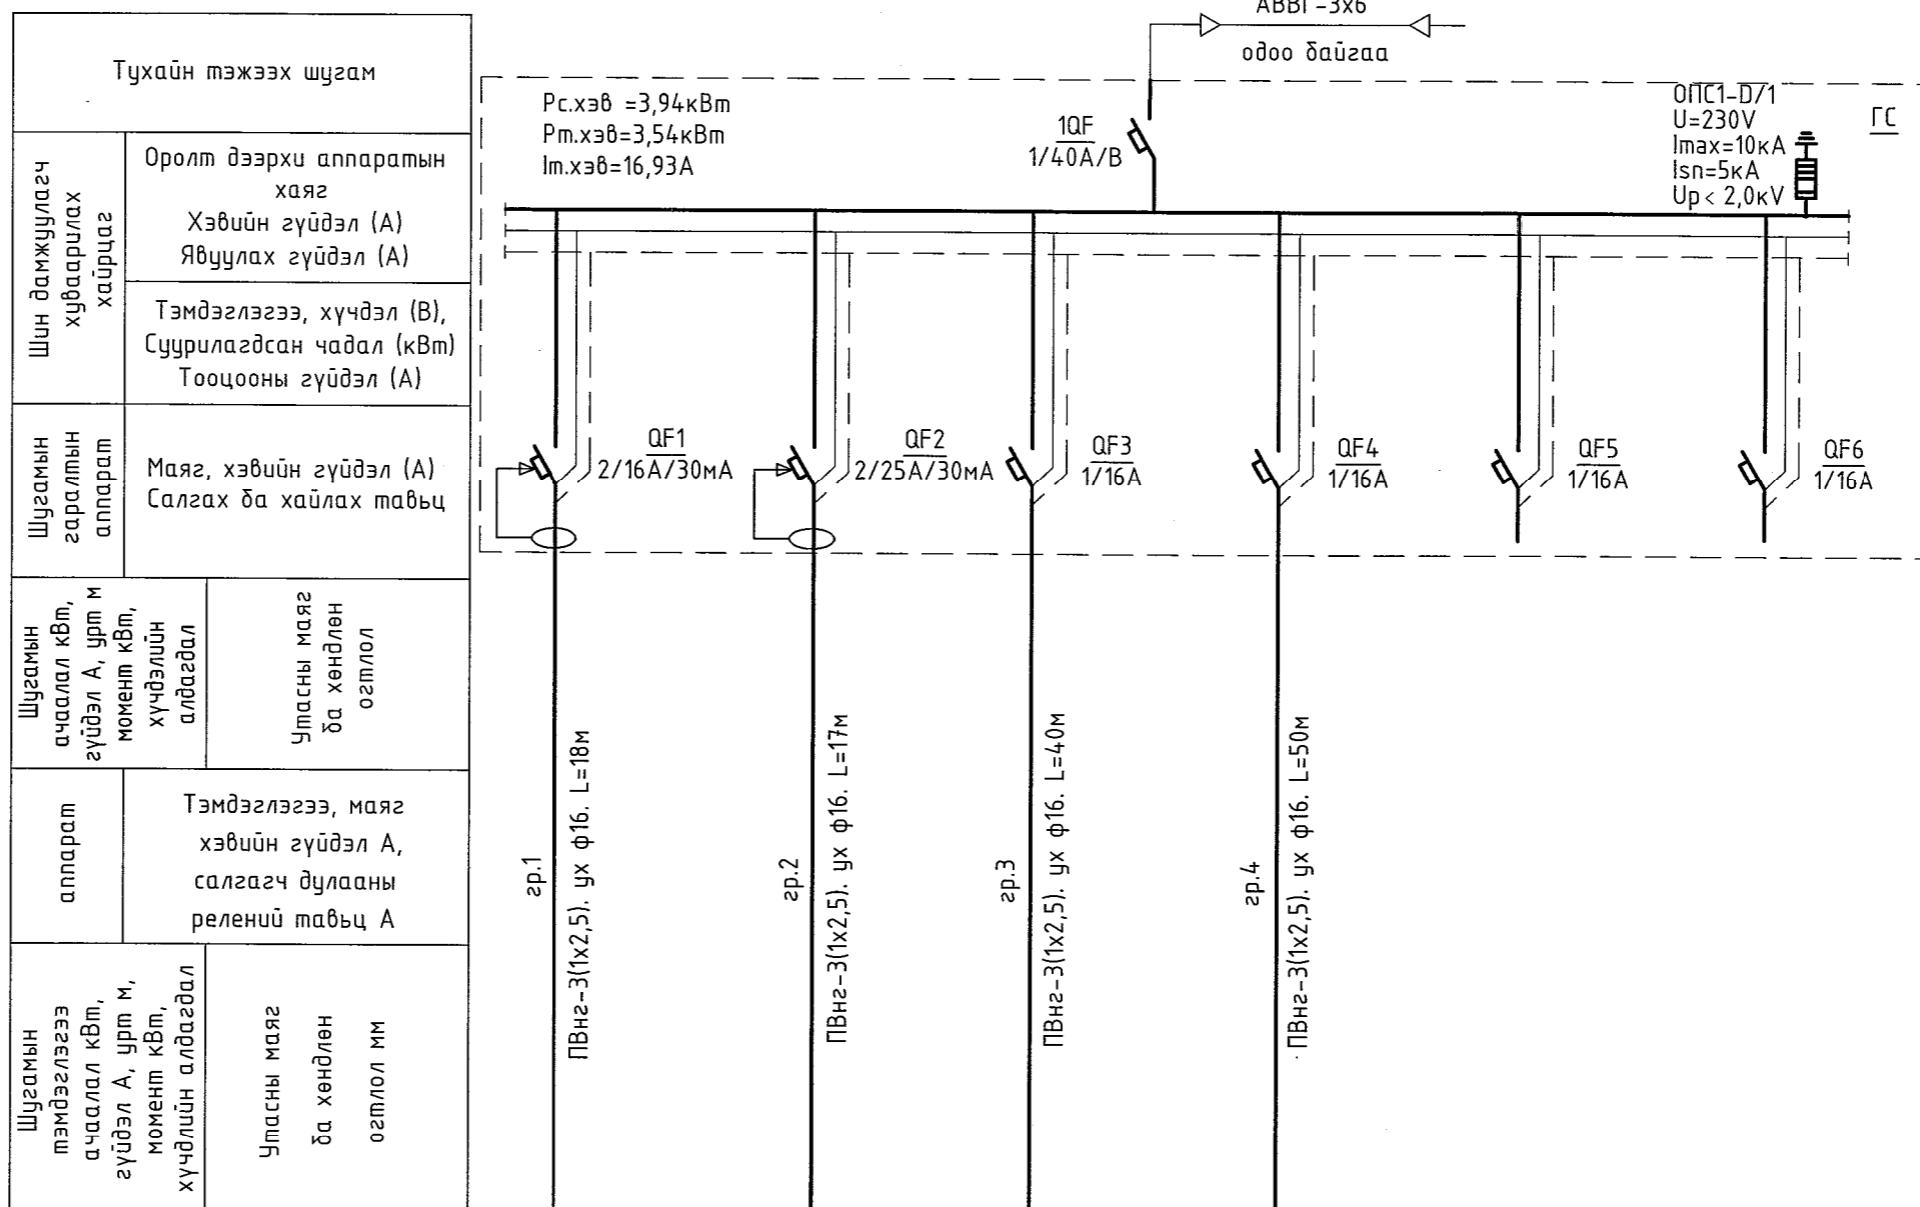 АВВГ-3х6
одоо байгаа
Тухайн тэжээх шугам
Шин дамжуулагч
хуваарилах
хайрцаг
Оролт дээрхи аппаратын
хаяг
Хэвийн гүйдэл (А)
Явуулах гүйдэл (А)
Тэмдэглэгээ, хүчдэл (В),
Суурилагдсан чадал (кВт)
Тооцооны гүйдэл (А)
Шугамын
гаралтын
аппарат
Маяг, хэвийн гүйдэл (А)
Салгах ба хайлах тавьц
Шугамын
ачаалал кВт,
гүйдэл А, урт м
момент кВт,
хүчдэлийн
алдагдал
Утасны маяг
ба хөндлөн
огтлол
аппарат
Тэмдэглэгээ, маяг
хэвийн гүйдэл А,
салгагч дулааны
релений тавьц А
Шугамын
тэмдэглэгээ
ачаалал кВт,
гүйдэл А, урт м,
момент кВт,
хүчдлийн алдагдал
Утасны маяг
ба хөндлөн
огтлол мм
Рс.хэв =3,94кВт
Рт.хэв=3,54кВт
Iт.хэв=16,93А
1QF
1/40А/В
ОПС1-D/1
U=230V
Imax=10кА
Isn=5кА
Up< 2,0кV
ГС
QF1
2/16А/30мА
QF2
2/25А/30мА
QF3
1/16А
QF4
1/16А
QF5
1/16А
QF6
1/16А
гр.1
ПВнг-3(1х2,5). ух ф16. L=18м
гр.2
ПВнг-3(1х2,5). ух ф16. L=17м
гр.3
ПВнг-3(1х2,5). ух ф16. L=40м
гр.4
ПВнг-3(1х2,5). ух ф16. L=50м